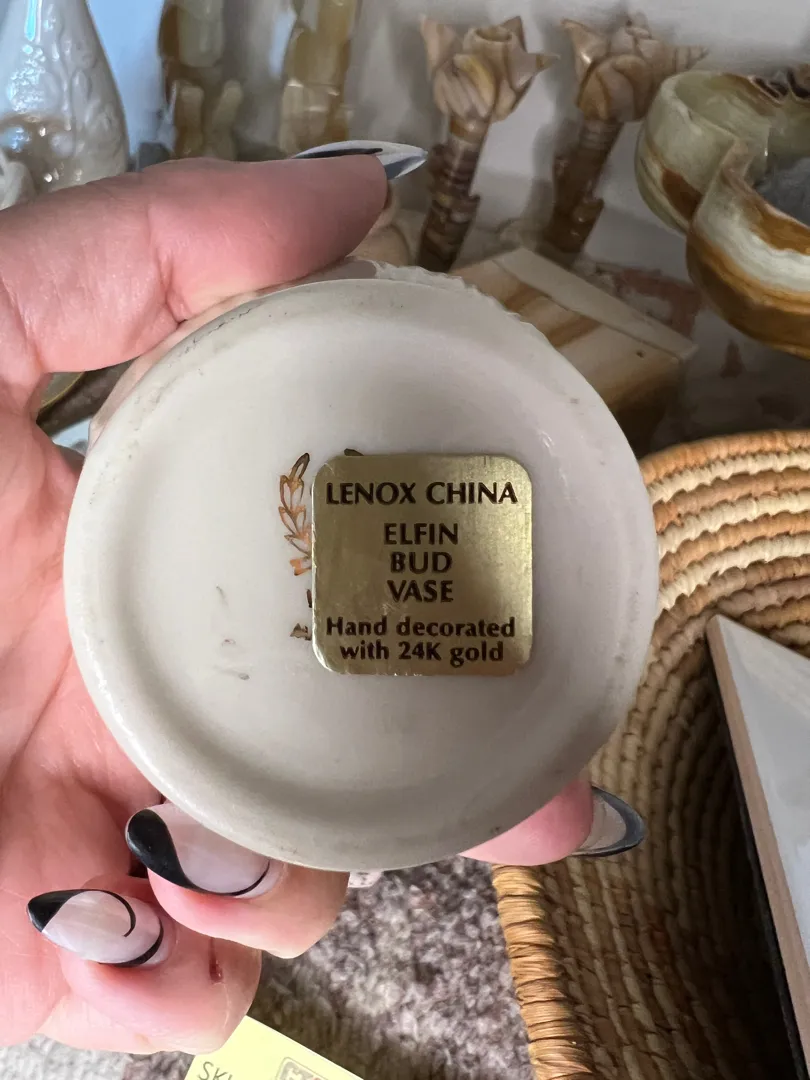 LENOX CHINA
ELFIN
BUD
VASE
Hand decorated
with 24K gold